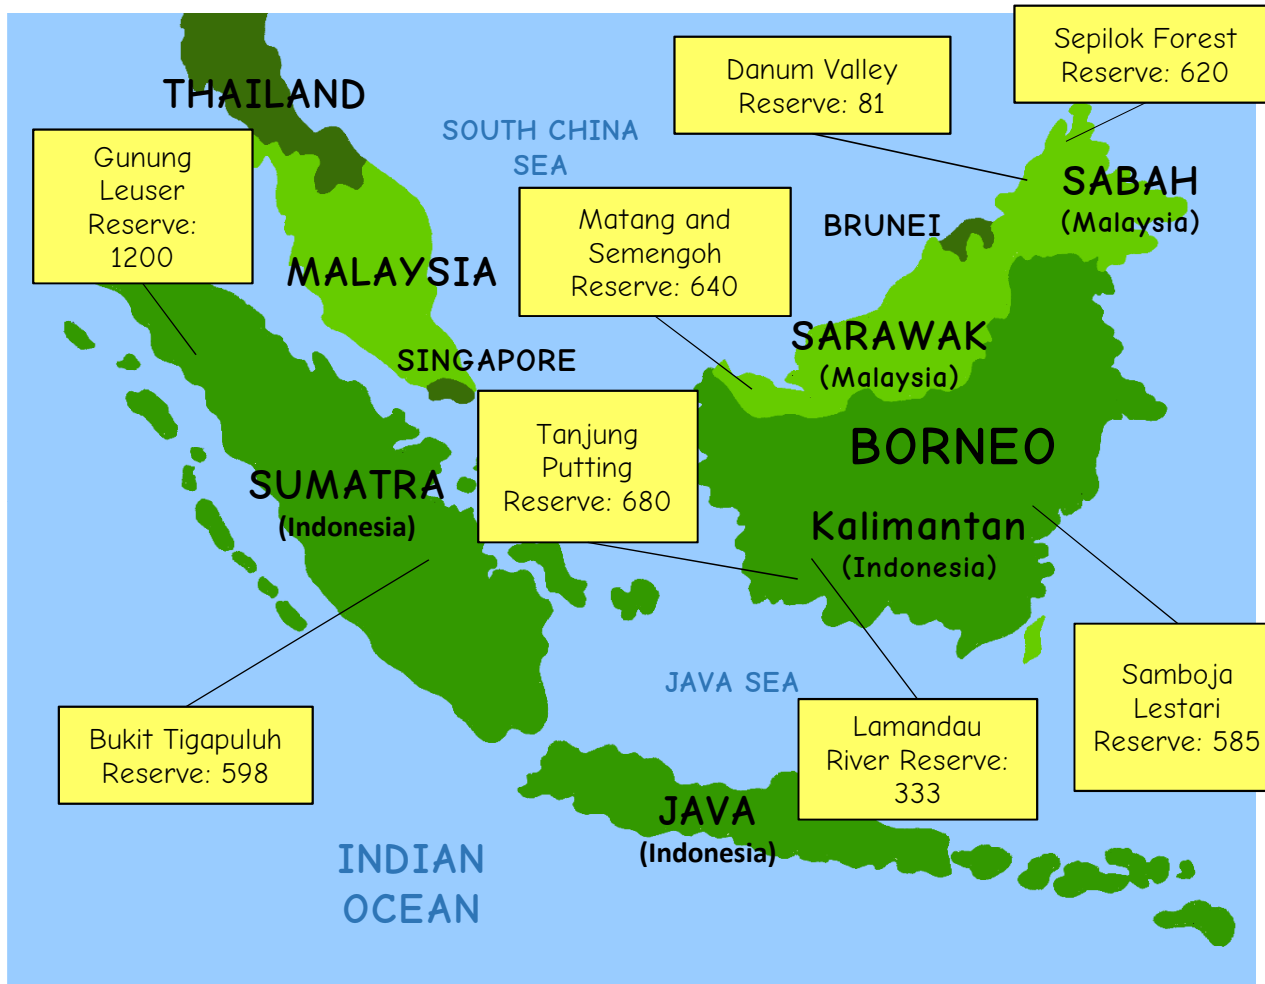 Sepilok Forest
Reserve: 620
Danum Valley
Reserve: 81
THAILAND
SOUTH CHINA
SEA
Gunung
Leuser
Reserve:
1200
SABAH
(Malaysia)
Matang and
Semengoh
Reserve: 640
BRUNEI
MALAYSIA
SARAWAK
(Malaysia)
SINGAPORE
Tanjung
Putting
Reserve: 680
BORNEO
SUMATRA
(Indonesia)
Kalimantan
(Indonesia)
JAVA SEA
Samboja
Lestari
Reserve: 585
Bukit Tigapuluh
Reserve: 598
Lamandau
River Reserve:
333
JAVA
(Indonesia)
INDIAN
OCEAN